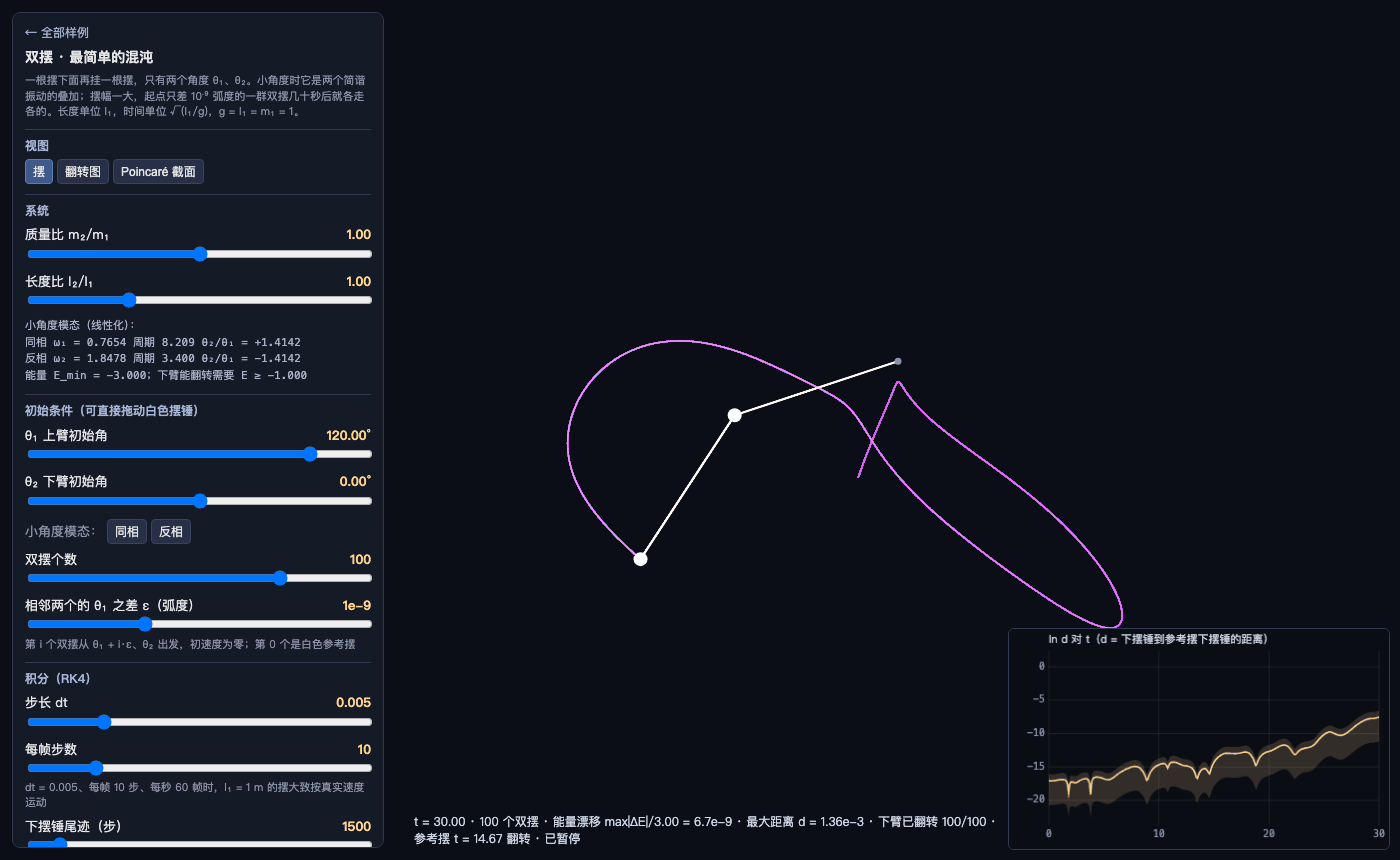 ← 全部样例
双摆 · 最简单的混沌
一根摆下面再挂一根摆，只有两个角度 θ₁、θ₂。小角度时它是两个简谐
振动的叠加；摆幅一大，起点只差 10⁻⁹ 弧度的一群双摆几十秒后就各走
各的。长度单位 l₁，时间单位 √(l₁/g)，g = l₁ = m₁ = 1。
视图
摆 翻转图 Poincaré 截面
系统
质量比 m₂/m₁ 1.00
长度比 l₂/l₁ 1.00
小角度模态（线性化）：
同相 ω₁ = 0.7654 周期 8.209 θ₂/θ₁ = +1.4142
反相 ω₂ = 1.8478 周期 3.400 θ₂/θ₁ = −1.4142
能量 E_min = −3.000；下臂能翻转需要 E ≥ −1.000
初始条件（可直接拖动白色摆锤）
θ₁ 上臂初始角 120.00°
θ₂ 下臂初始角 0.00°
小角度模态： 同相 反相
双摆个数 100
相邻两个的 θ₁ 之差 ε（弧度） 1e−9
第 i 个双摆从 θ₁ + i·ε、θ₂ 出发，初速度为零；第 0 个是白色参考摆
积分（RK4）
步长 dt 0.005
每帧步数 10
dt = 0.005、每帧 10 步、每秒 60 帧时，l₁ = 1 m 的摆大致按真实速度
运动
下摆锤尾迹（步） 1500
t = 30.00 · 100 个双摆 · 能量漂移 max|ΔE|/3.00 = 6.7e−9 · 最大距离 d = 1.36e−3 · 下臂已翻转 100/100 ·
参考摆 t = 14.67 翻转 · 已暂停
ln d 对 t（d = 下摆锤到参考摆下摆锤的距离）
0
−5
−10
−15
−20
0 10 20 30